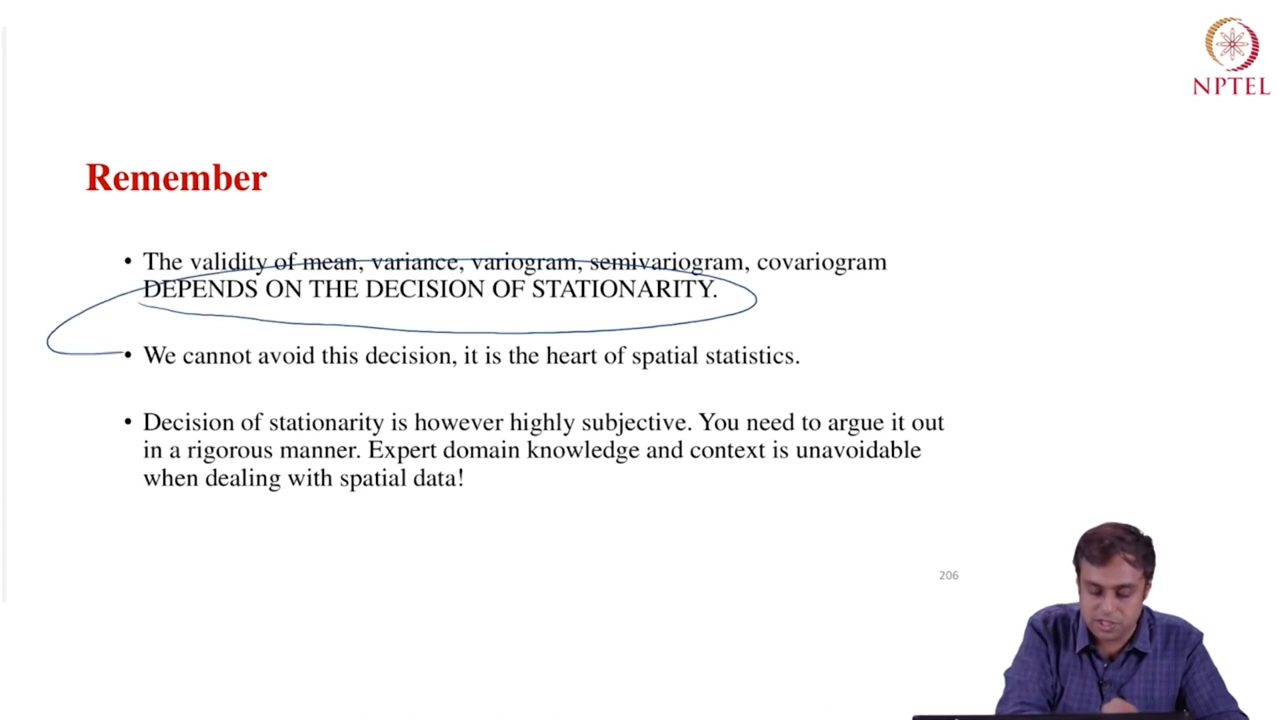 NPTEL
Remember
• The validity of mean, variance, variogram, semivariogram, covariogram
DEPENDS ON THE DECISION OF STATIONARITY.
• We cannot avoid this decision, it is the heart of spatial statistics.
• Decision of stationarity is however highly subjective. You need to argue it out
in a rigorous manner. Expert domain knowledge and context is unavoidable
when dealing with spatial data!
206